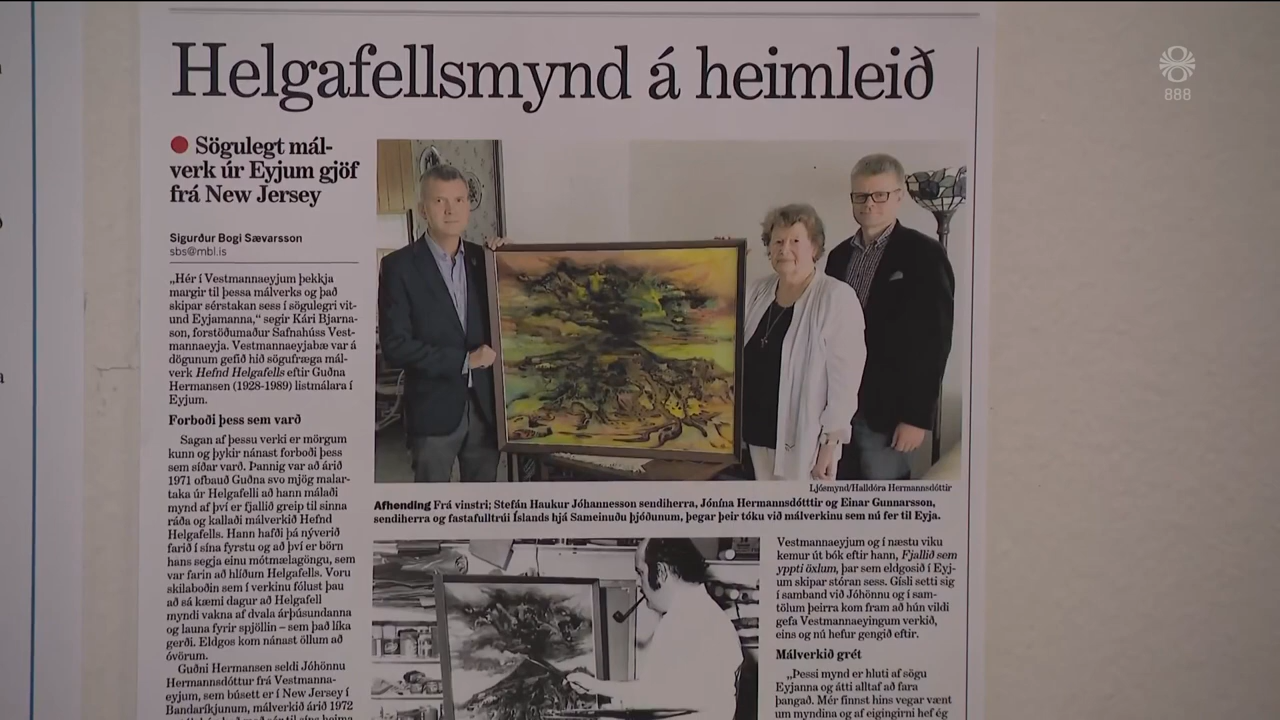 Helgafellsmynd á heimleið
888
Sögulegt mál-
verk úr Eyjum gjöf
frá New Jersey
Sigurður Bogi Sævarsson
sbs@mbl.is
„Hér í Vestmannaeyjum þekkja
margir til þessa málverks og það
skipar sérstakan sess í sögulegri vit-
und Eyjamanna,“ segir Kári Bjarna-
son, forstöðumaður Safnahúss Vest-
mannaeyja. Vestmannaeyjabæ var á
dögunum gefið hið sögufræga mál-
verk Hefnd Helgafells eftir Guðna
Hermansen (1928-1989) listmálara í
Eyjum.
Forboði þess sem varð
Sagan af þessu verki er mörgum
kunn og þykir nánast forboði þess
sem síðar varð. Þannig var að árið
1971 ofbauð Guðna svo mjög malar-
taka úr Helgafelli að hann málaði
mynd af því er fjallið greip til sinna
ráða og kallaði málverkið Hefnd
Helgafells. Hann hafði þá nýverið
farið í sína fyrstu og að því er börn
hans segja einu mótmælagöngu, sem
var farin að hlíðum Helgafells. Voru
skilaboðin sem í verkinu fólust þau
að sá kæmi dagur að Helgafell
myndi vakna af dvala árþúsundanna
og launa fyrir spjöllin – sem það líka
gerði. Eldgos kom nánast öllum að
óvörum.
Guðni Hermansen seldi Jóhönnu
Hermannsdóttur frá Vestmanna-
eyjum, sem búsett er í New Jersey í
Bandaríkjunum, málverkið árið 1972
Ljósmynd/Halldóra Hermannsdóttir
Afhending Frá vinstri; Stefán Haukur Jóhannesson sendiherra, Jónína Hermannsdótttir og Einar Gunnarsson,
sendiherra og fastafulltrúi Íslands hjá Sameinuðu þjóðunum, þegar þeir tóku við málverkinu sem nú fer til Eyja.
Vestmannaeyjum og í næstu viku
kemur út bók eftir hann, Fjallið sem
yppti öxlum, þar sem eldgosið í Eyj-
um skipar stóran sess. Gísli setti sig
í samband við Jóhönnu og í sam-
tölum þeirra kom fram að hún vildi
gefa Vestmannaeyingum verkið,
eins og nú hefur gengið eftir.
Málverkið grét
„Þessi mynd er hluti af sögu
Eyjanna og átti alltaf að fara
þangað. Mér finnst hins vegar vænt
um myndina og af eigingirni hef ég